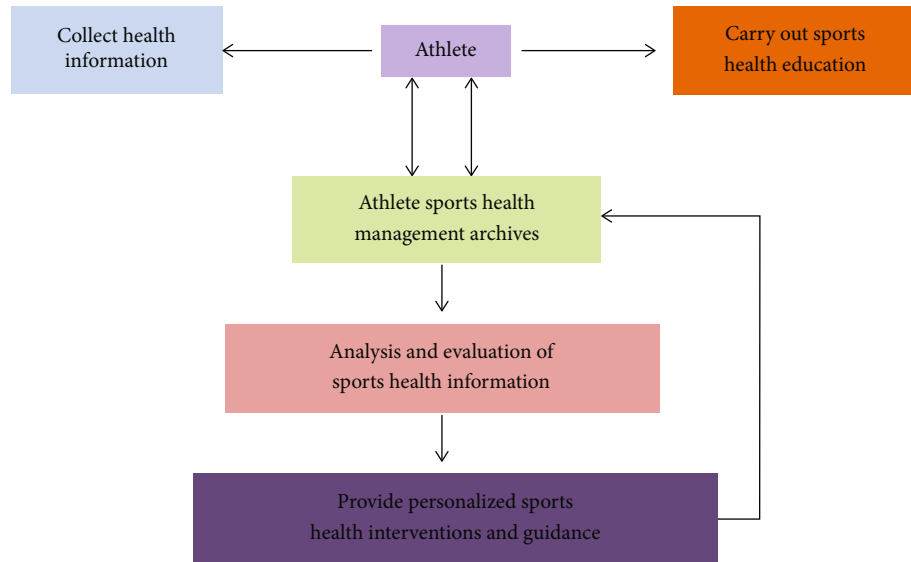 Collect health
information
Athlete
Carry out sports
health education
Athlete sports health
management archives
Analysis and evaluation of
sports health information
Provide personalized sports
health interventions and guidance